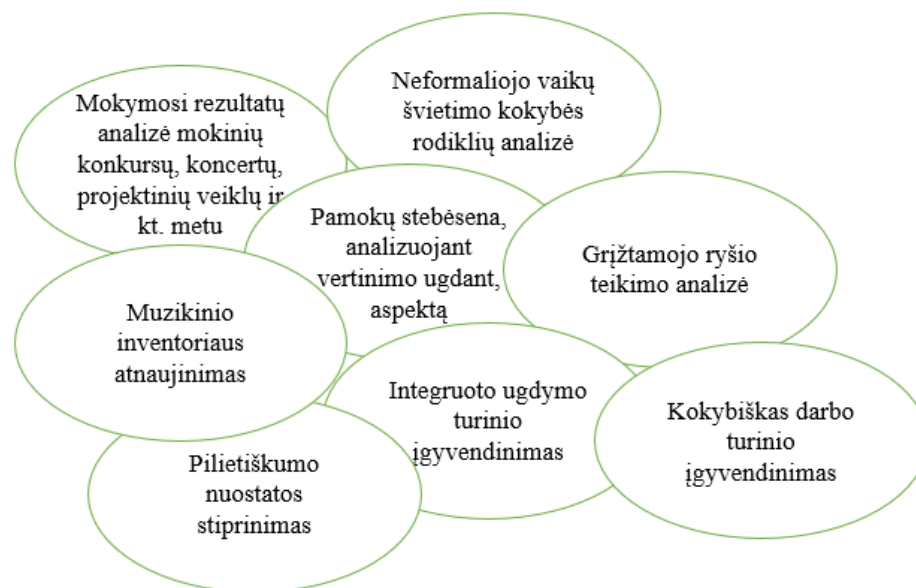 Mokymosi rezultatų
analizė mokinių
konkursų, koncertų,
projektinių veiklų ir
kt. metu
Neformaliojo vaikų
švietimo kokybės
rodiklių analizė
Pamokų stebėsena,
analizuojant
vertinimo ugdant,
aspektą
Grįžtamojo ryšio
teikimo analizė
Muzikinio
inventoriaus
atnaujinimas
Integruoto ugdymo
turinio
įgyvendinimas
Kokybiškas darbo
turinio
įgyvendinimas
Pilietiškumo
nuostatos
stiprinimas